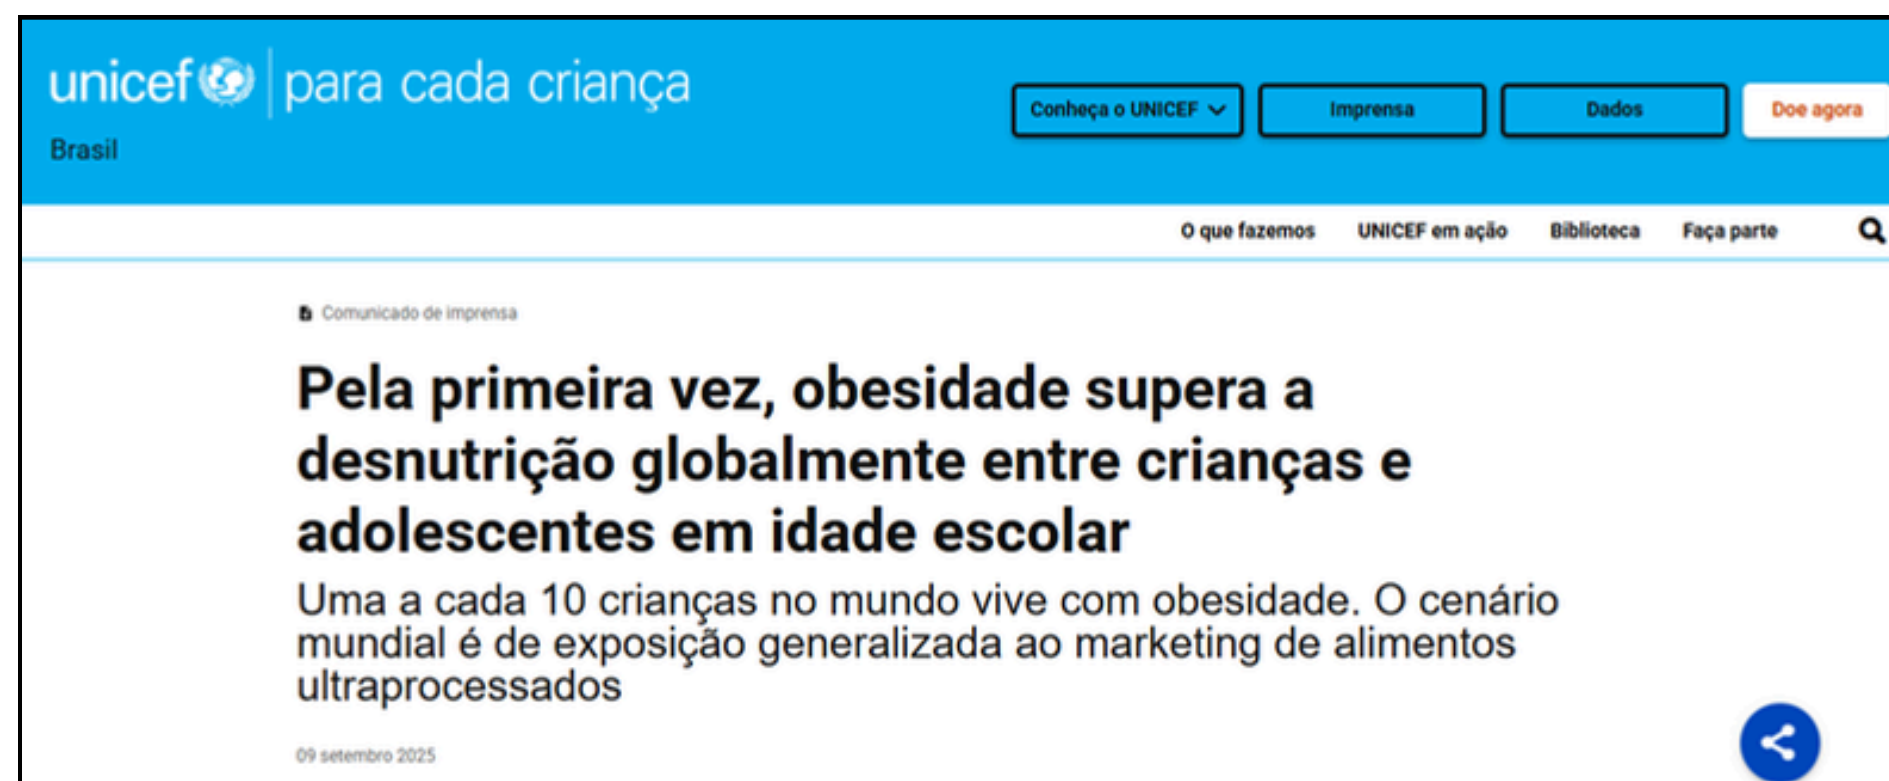 unicef para cada criança
Brasil
Conheça o UNICEF
Imprensa
Dados
Doe agora
O que fazemos
UNICEF em ação
Biblioteca
Faça parte
Comunicado de imprensa
Pela primeira vez, obesidade supera a
desnutrição globalmente entre crianças e
adolescentes em idade escolar
Uma a cada 10 crianças no mundo vive com obesidade. O cenário
mundial é de exposição generalizada ao marketing de alimentos
ultraprocessados
09 setembro 2025